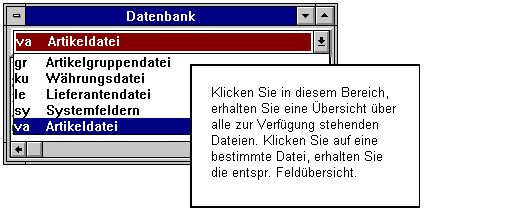 Datenbank
va Artikeldatei
gr Artikelgruppendatei
ku Währungsdatei
le Lieferantendatei
sy Systemfeldern
va Artikeldatei
Klicken Sie in diesem Bereich,
erhalten Sie eine Übersicht über
alle zur Verfügung stehenden
Dateien. Klicken Sie auf eine
bestimmte Datei, erhalten Sie
die entspr. Feldübersicht.